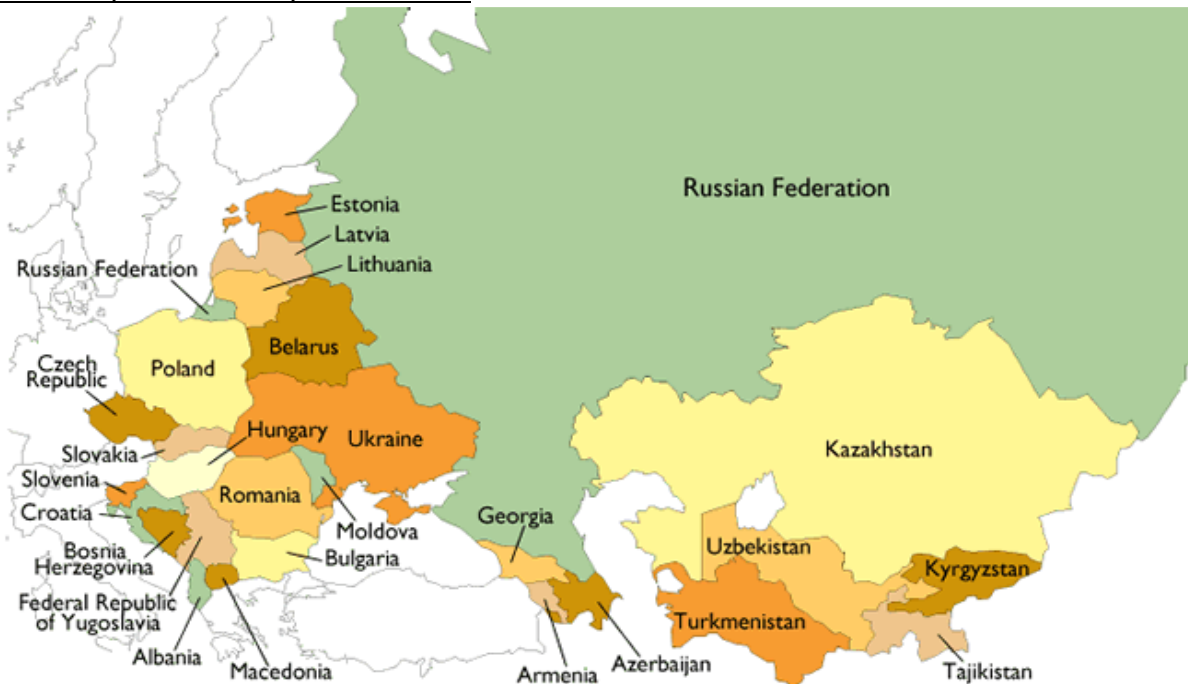 Russian Federation
Estonia
Latvia
Lithuania
Russian Federation
Belarus
Poland
Czech
Republic
Hungary
Ukraine
Slovakia
Kazakhstan
Slovenia
Romania
Croatia
Georgia
Moldova
Uzbekistan
Bosnia
Herzegovina
Bulgaria
Kyrgyzstan
Federal Republic
of Yugoslavia
Turkmenistan
Albania
Macedonia
Armenia
Azerbaijan
Tajikistan